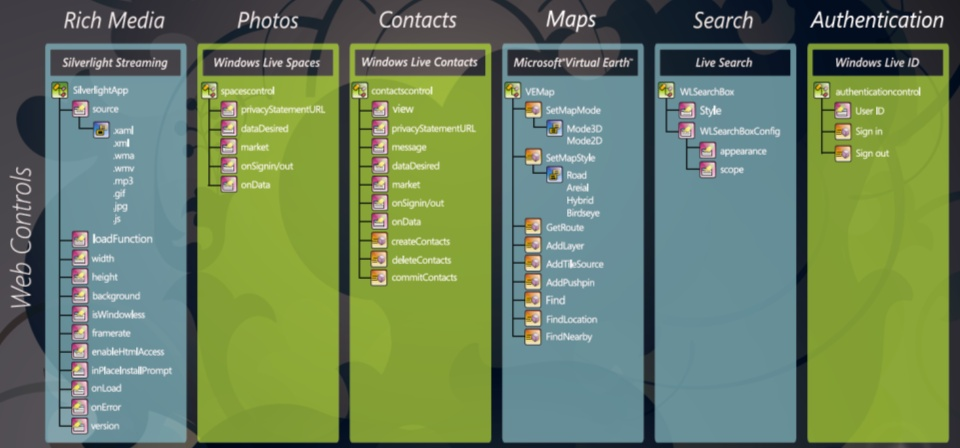 Rich Media
Photos
Contacts
Maps
Search
Authentication
Web Controls
Silverlight Streaming
SilverlightApp
source
.xaml
.xml
.wma
.wmv
.mp3
.gif
.jpg
.js
loadFunction
width
height
background
isWindowless
framerate
enableHtmlAccess
inPlaceInstallPrompt
onLoad
onError
version
Windows Live Spaces
spacescontrol
privacyStatementURL
dataDesired
market
onSignin/out
onData
Windows Live Contacts
contactscontrol
view
privacyStatementURL
message
dataDesired
market
onSignin/out
onData
createContacts
deleteContacts
commitContacts
Microsoft®Virtual Earth™
VEMap
SetMapMode
Mode3D
Mode2D
SetMapStyle
Road
Areial
Hybrid
Birdseye
GetRoute
AddLayer
AddTileSource
AddPushpin
Find
FindLocation
FindNearby
Live Search
WLSearchBox
Style
WLSearchBoxConfig
appearance
scope
Windows Live ID
authenticationcontrol
User ID
Sign in
Sign out